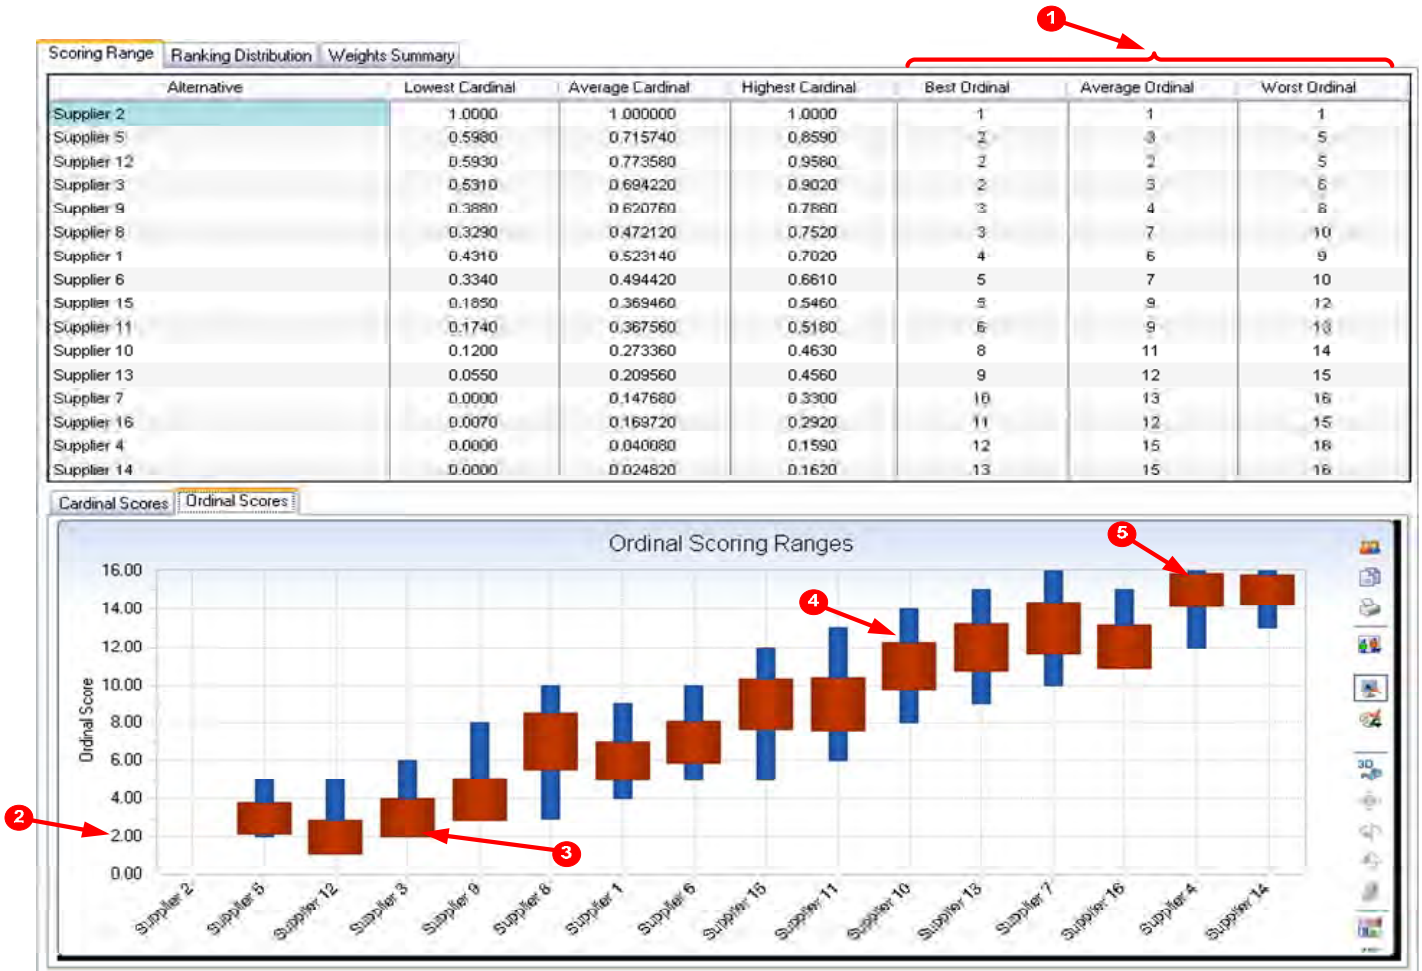 1
Scoring Range Ranking Distribution Weights Summary
Alternative Lowest Cardinal Average Cardinal Highest Cardinal Best Ordinal Average Ordinal Worst Ordinal
Supplier 2 1.0000 1.000000 1.0000 1 1 1
Supplier 5 0.5980 0.715740 0.8590 2 3 5
Supplier 12 0.5930 0.773580 0.9580 2 2 5
Supplier 3 0.5310 0.694220 0.9020 2 3 6
Supplier 9 0.3880 0.620760 0.7860 3 4 8
Supplier 8 0.3290 0.472120 0.7520 3 7 10
Supplier 1 0.4310 0.523140 0.7020 4 6 9
Supplier 6 0.3340 0.494420 0.6610 5 7 10
Supplier 15 0.1850 0.369460 0.5460 5 9 12
Supplier 11 0.1740 0.367560 0.5180 6 9 13
Supplier 10 0.1200 0.273360 0.4630 8 11 14
Supplier 13 0.0550 0.209560 0.4560 9 12 15
Supplier 7 0.0000 0.147680 0.3300 10 13 16
Supplier 16 0.0070 0.169720 0.2920 11 12 15
Supplier 4 0.0000 0.040080 0.1590 12 15 16
Supplier 14 0.0000 0.024820 0.1620 13 15 16
Cardinal Scores Ordinal Scores
Ordinal Scoring Ranges
5
16.00
14.00
4
12.00
10.00
8.00
6.00
4.00
2
2.00
3
0.00
Ordinal Score
3D
Supplier 2 Supplier 5 Supplier 12 Supplier 3 Supplier 9 Supplier 8 Supplier 1 Supplier 6 Supplier 15 Supplier 11 Supplier 10 Supplier 13 Supplier 7 Supplier 16 Supplier 4 Supplier 14